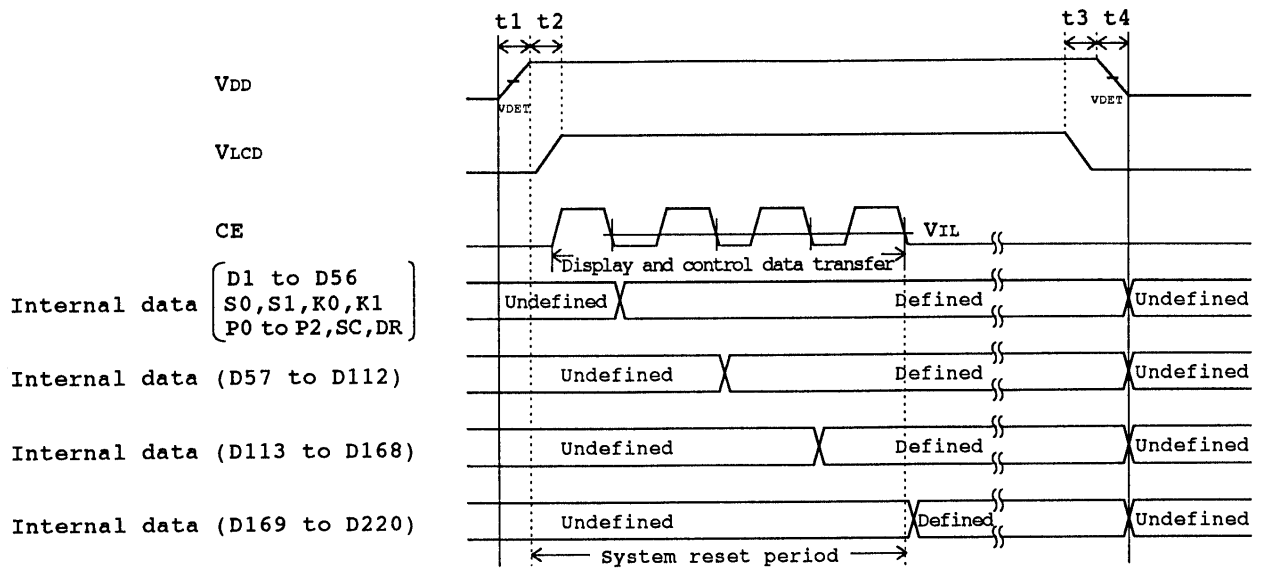 t1 t2 t3 t4
VDD
VDET VDET
VLCD
CE
VIL
Display and control data transfer
D1 to D56
Internal data S0,S1,K0,K1 Undefined Defined Undefined
P0 to P2,SC,DR
Internal data (D57 to D112) Undefined Defined Undefined
Internal data (D113 to D168) Undefined Defined Undefined
Internal data (D169 to D220) Undefined Defined Undefined
System reset period